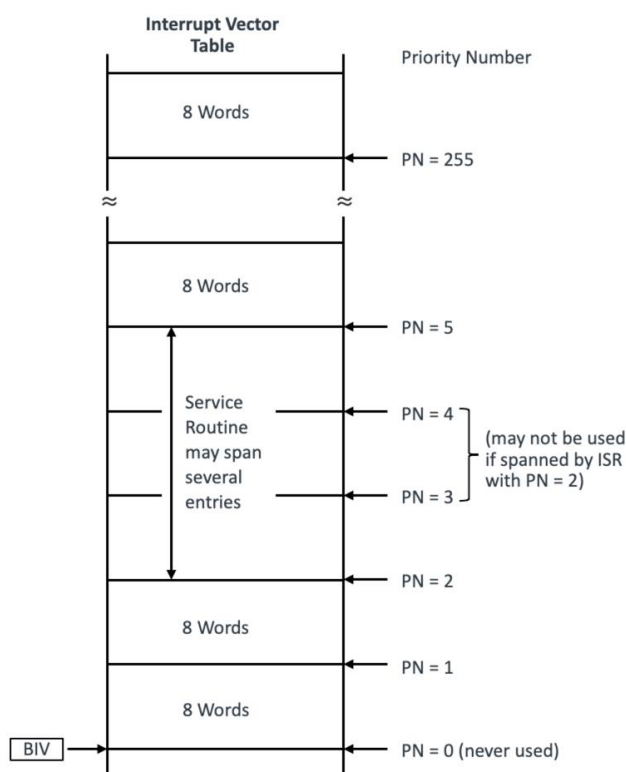 Interrupt Vector
Table
Priority Number
8 Words
PN = 255
≈
≈
8 Words
PN = 5
Service
Routine
may span
several
entries
PN = 4
PN = 3
(may not be used
if spanned by ISR
with PN = 2)
PN = 2
8 Words
PN = 1
8 Words
BIV
PN = 0 (never used)